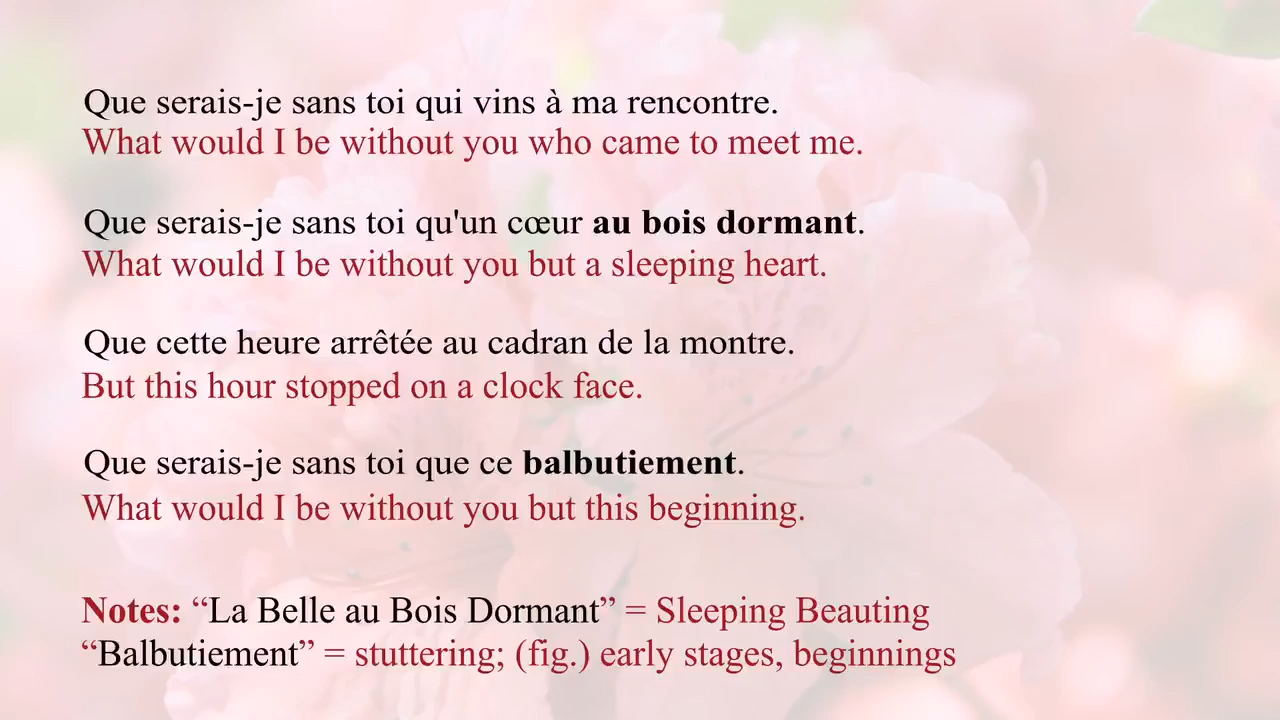 Que serais-je sans toi qui vins à ma rencontre.
What would I be without you who came to meet me.
Que serais-je sans toi qu'un cœur au bois dormant.
What would I be without you but a sleeping heart.
Que cette heure arrêtée au cadran de la montre.
But this hour stopped on a clock face.
Que serais-je sans toi que ce balbutiement.
What would I be without you but this beginning.
Notes: “La Belle au Bois Dormant” = Sleeping Beauting
“Balbutiement” = stuttering; (fig.) early stages, beginnings